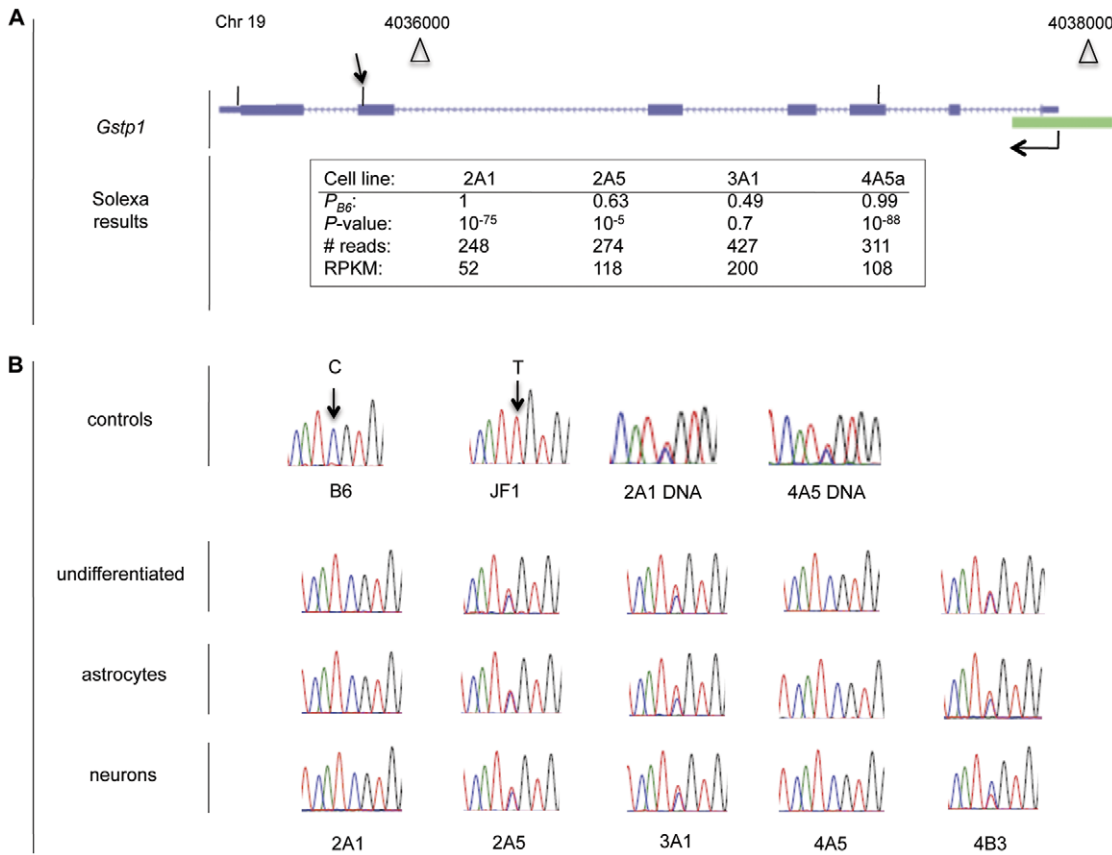 A
Chr 19 4036000 4038000
Gstp1
Solexa
results
Cell line: 2A1 2A5 3A1 4A5a
P_B6: 1 0.63 0.49 0.99
P-value: 10^-75 10^-5 0.7 10^-88
# reads: 248 274 427 311
RPKM: 52 118 200 108
B
C T
controls
B6 JF1 2A1 DNA 4A5 DNA
undifferentiated
astrocytes
neurons
2A1 2A5 3A1 4A5 4B3